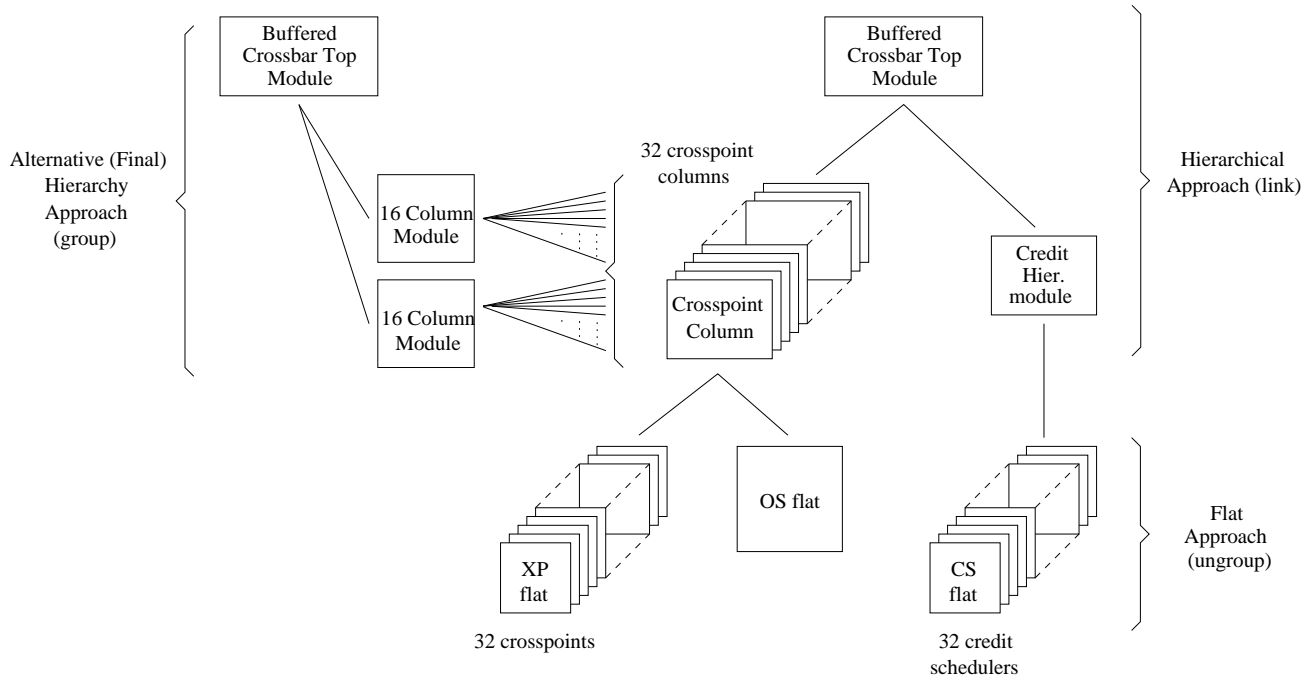 Buffered
Crossbar Top
Module
Buffered
Crossbar Top
Module
Alternative (Final)
Hierarchy
Approach
(group)
16 Column
Module
16 Column
Module
32 crosspoint
columns
Crosspoint
Column
Credit
Hier.
module
Hierarchical
Approach (link)
XP
flat
32 crosspoints
OS flat
CS
flat
32 credit
schedulers
Flat
Approach
(ungroup)